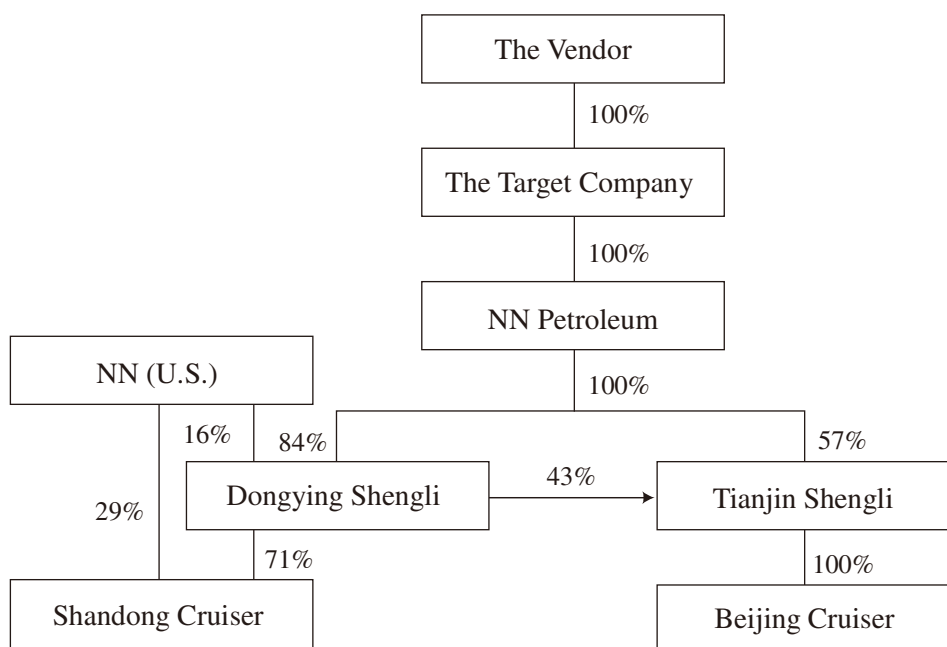 The Vendor
100%
The Target Company
100%
NN Petroleum
NN (U.S.)
100%
16%
84%
57%
Dongying Shengli
43%
Tianjin Shengli
29%
71%
100%
Shandong Cruiser
Beijing Cruiser